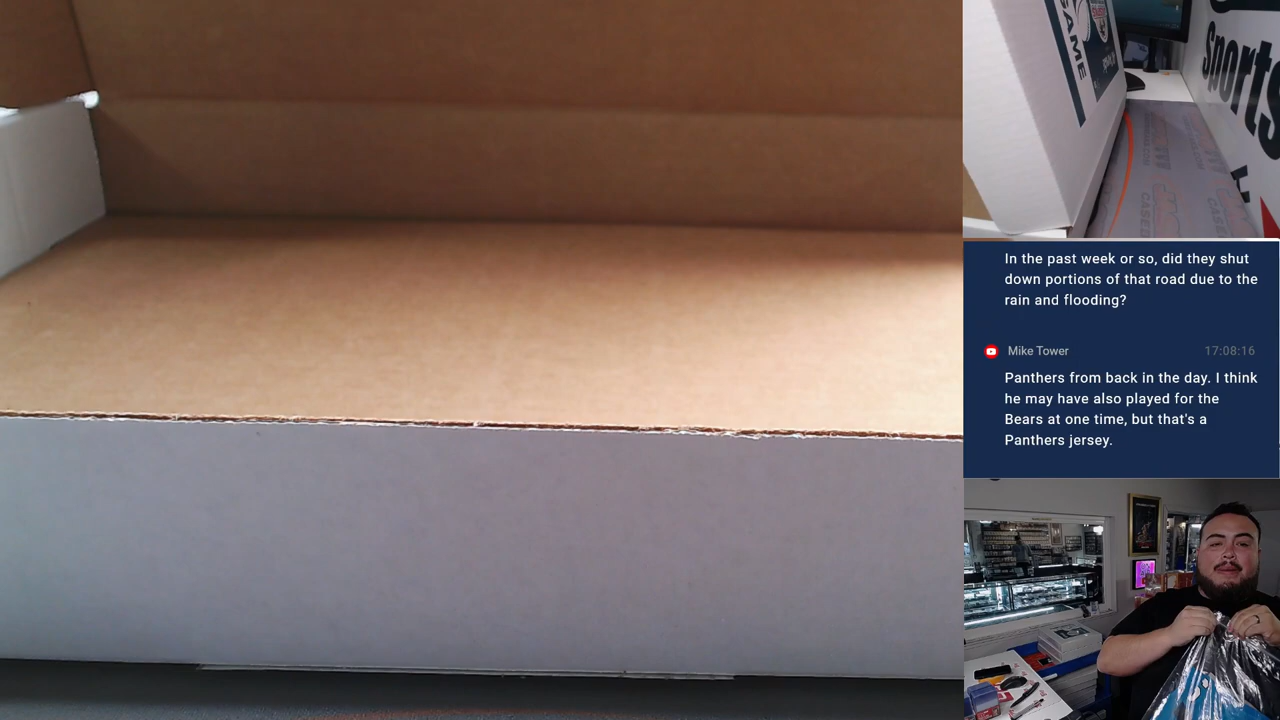 GAME
Sports
In the past week or so, did they shut
down portions of that road due to the
rain and flooding?
Mike Tower 17:08:16
Panthers from back in the day. I think
he may have also played for the
Bears at one time, but that's a
Panthers jersey.